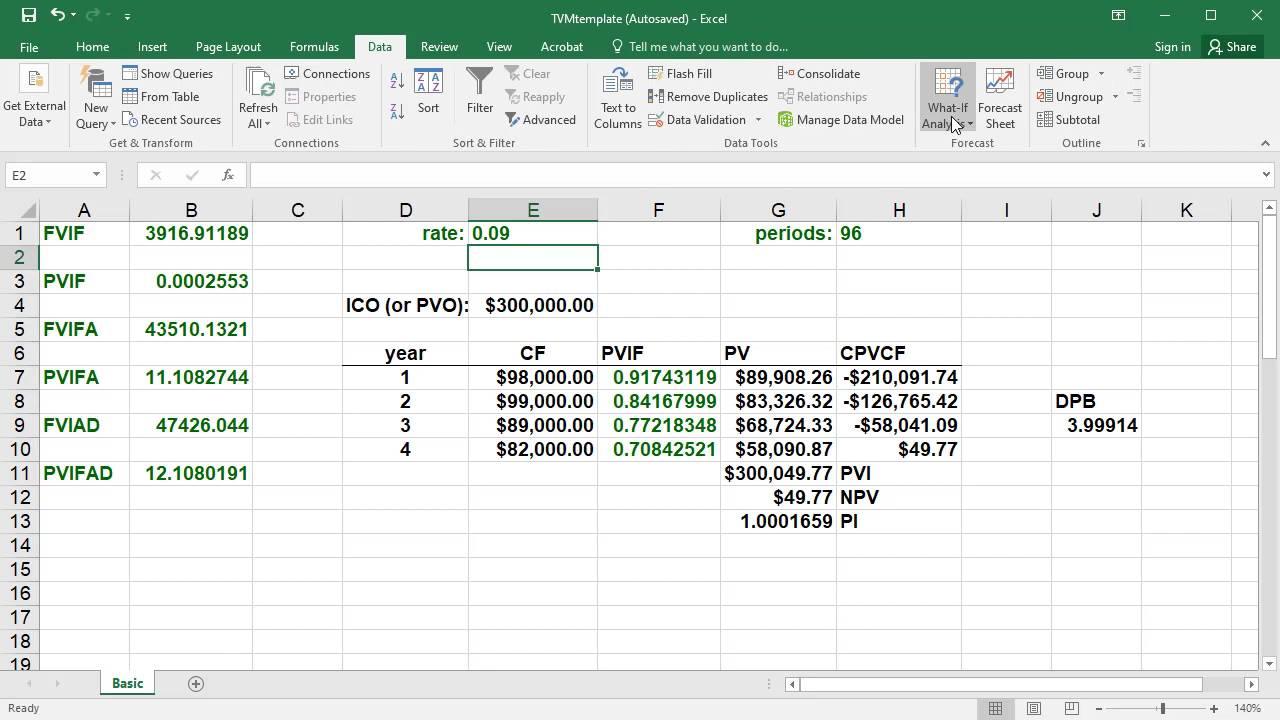 TVMtemplate (Autosaved) - Excel
File Home Insert Page Layout Formulas Data Review View Acrobat Tell me what you want to do... Sign in Share
Get External Data
New Query
Show Queries
From Table
Recent Sources
Get & Transform
Refresh All
Connections
Properties
Edit Links
Connections
A Z
Z A
Z A A Z
Sort
Filter
Clear
Reapply
Advanced
Sort & Filter
Text to Columns
Flash Fill
Remove Duplicates
Data Validation
Consolidate
Relationships
Manage Data Model
Data Tools
What-If Analysis
Forecast Sheet
Forecast
Group
Ungroup
Subtotal
Outline
E2 fx
A B C D E F G H I J K
1 FVIF 3916.91189 rate: 0.09 periods: 96
2
3 PVIF 0.0002553
4 ICO (or PVO): $300,000.00
5 FVIFA 43510.1321
6 year CF PVIF PV CPVCF
7 PVIFA 11.1082744 1 $98,000.00 0.91743119 $89,908.26 -$210,091.74
8 2 $99,000.00 0.84167999 $83,326.32 -$126,765.42 DPB
9 FVIAD 47426.044 3 $89,000.00 0.77218348 $68,724.33 -$58,041.09 3.99914
10 4 $82,000.00 0.70842521 $58,090.87 $49.77
11 PVIFAD 12.1080191 $300,049.77 PVI
12 $49.77 NPV
13 1.0001659 PI
14
15
16
17
18
19
Basic
Ready 140%